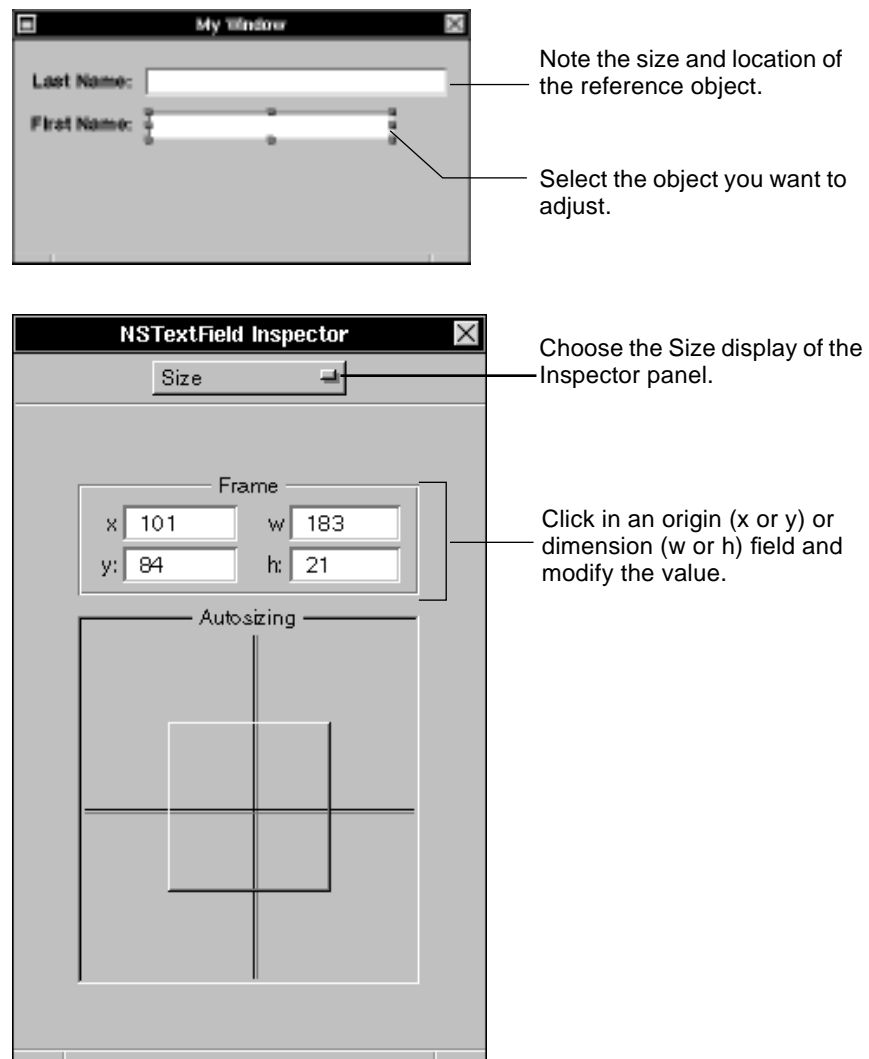 My Window
Last Name:
First Name:
Note the size and location of
the reference object.
Select the object you want to
adjust.
NSTextField Inspector
Size
Choose the Size display of the
Inspector panel.
Frame
x 101 w 183
y: 84 h: 21
Click in an origin (x or y) or
dimension (w or h) field and
modify the value.
Autosizing